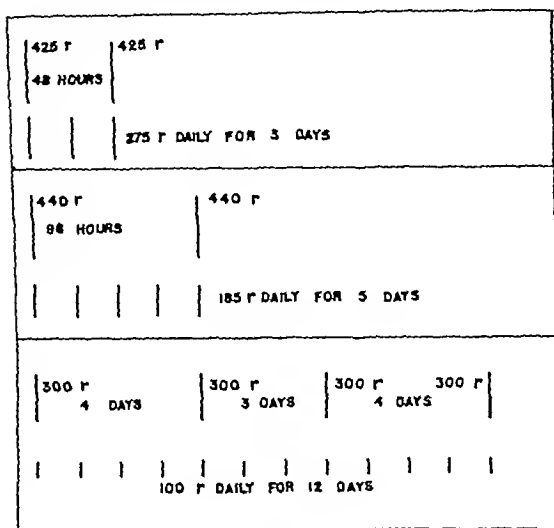 425 r 425 r
48 HOURS
275 r DAILY FOR 3 DAYS
440 r 440 r
96 HOURS
185 r DAILY FOR 5 DAYS
300 r 300 r 300 r 300 r
4 DAYS 3 DAYS 4 DAYS
100 r DAILY FOR 12 DAYS